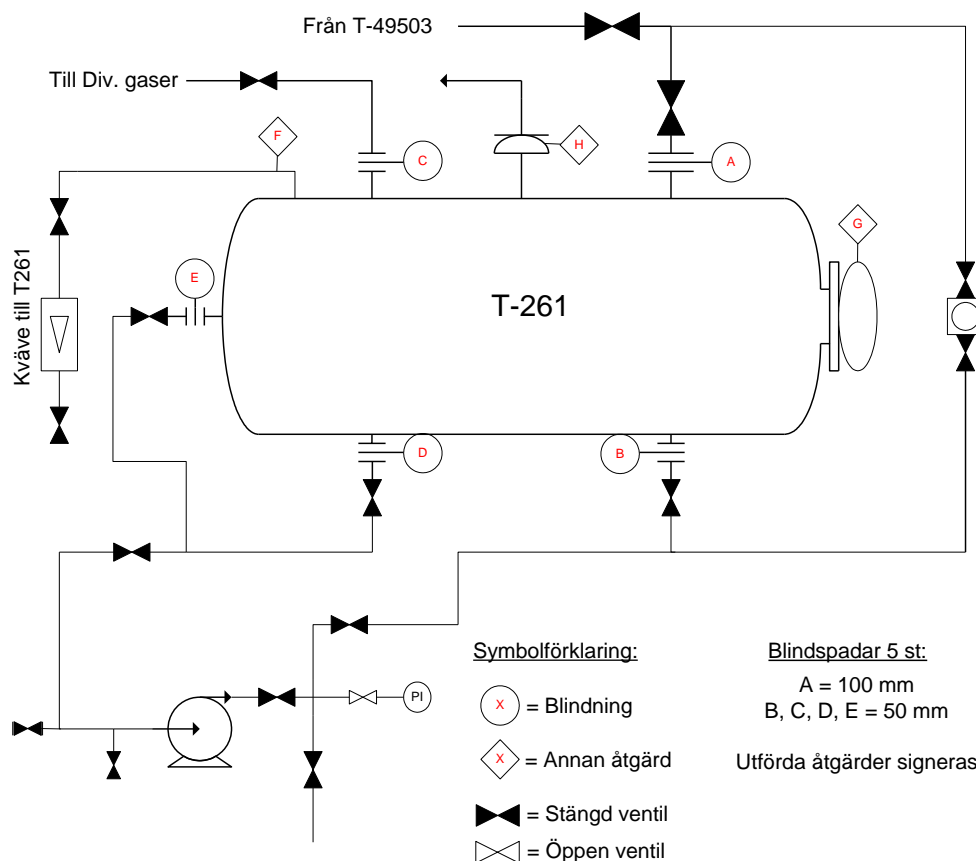 Från T-49503
Till Div. gaser
F
C
H
A
G
E
Kväve till T261
T-261
D
B
PI
Symbolförklaring:
X = Blindning
X = Annan åtgärd
= Stängd ventil
= Öppen ventil
Blindspadar 5 st:
A = 100 mm
B, C, D, E = 50 mm
Utförda åtgärder signeras